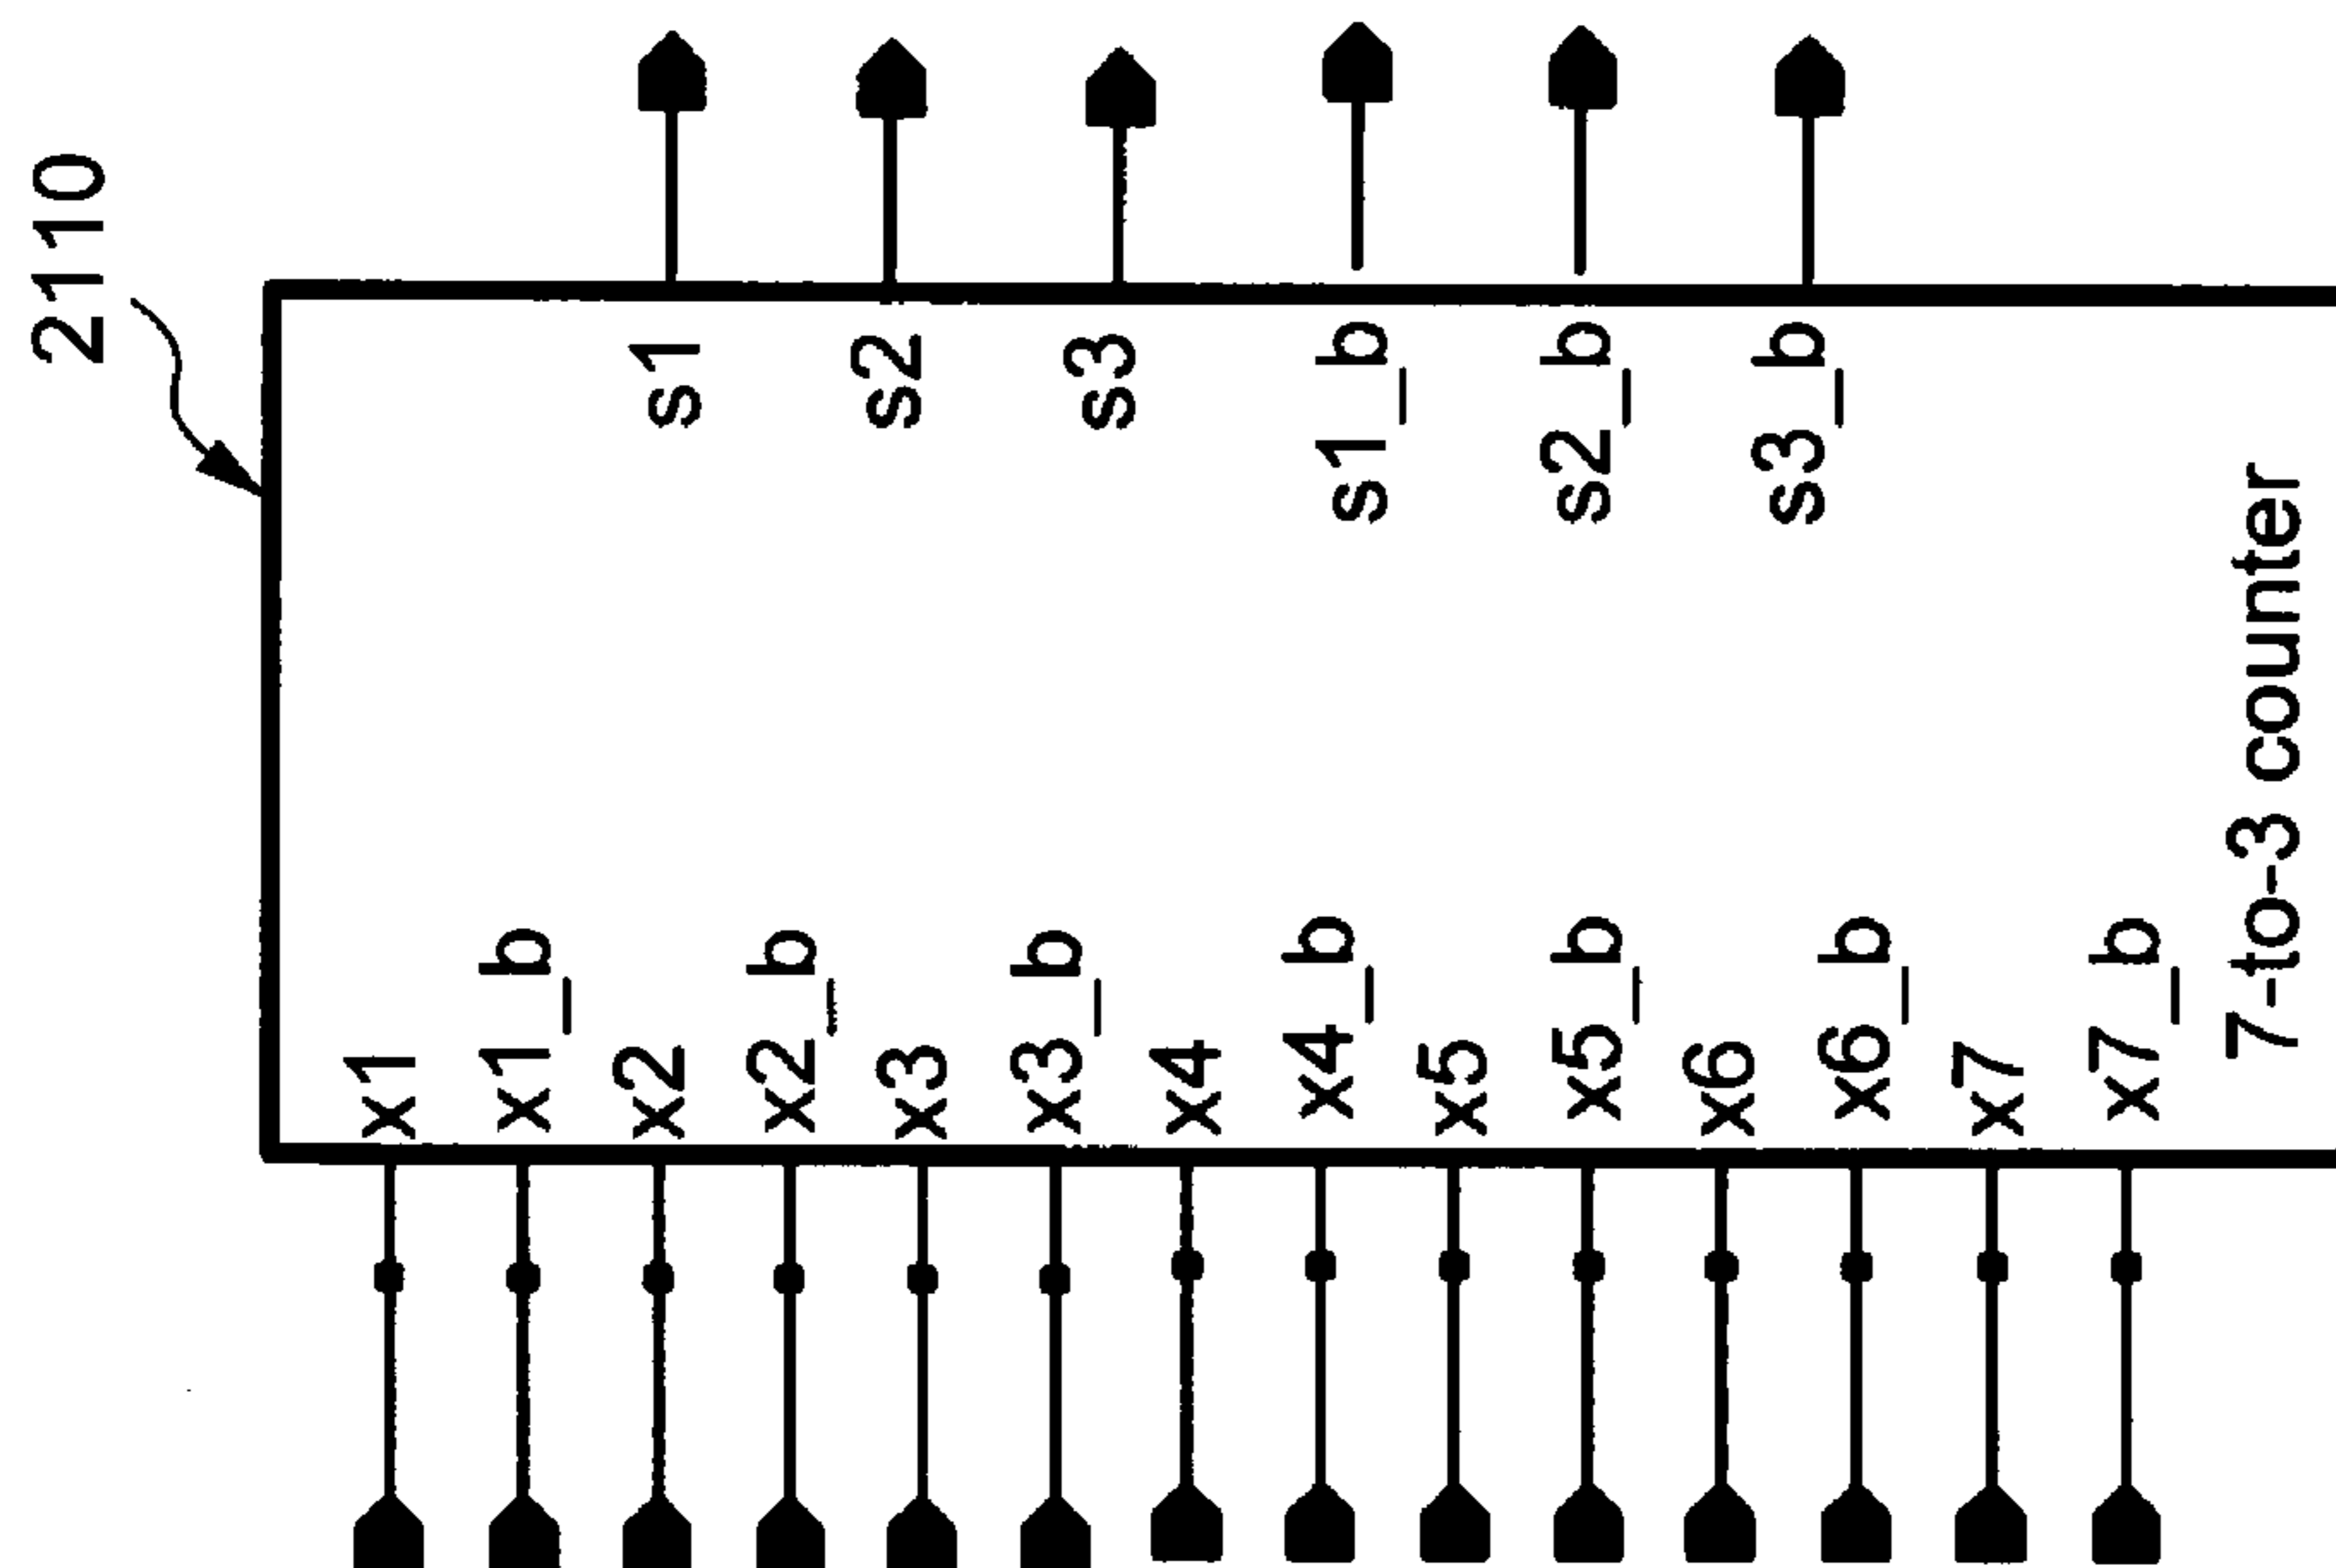 2110
x1
x1_b
x2
x2_b
x3
x3_b
x4
x4_b
x5
x5_b
x6
x6_b
x7
x7_b
s1
s2
s3
s1_b
s2_b
s3_b
7-to-3 counter